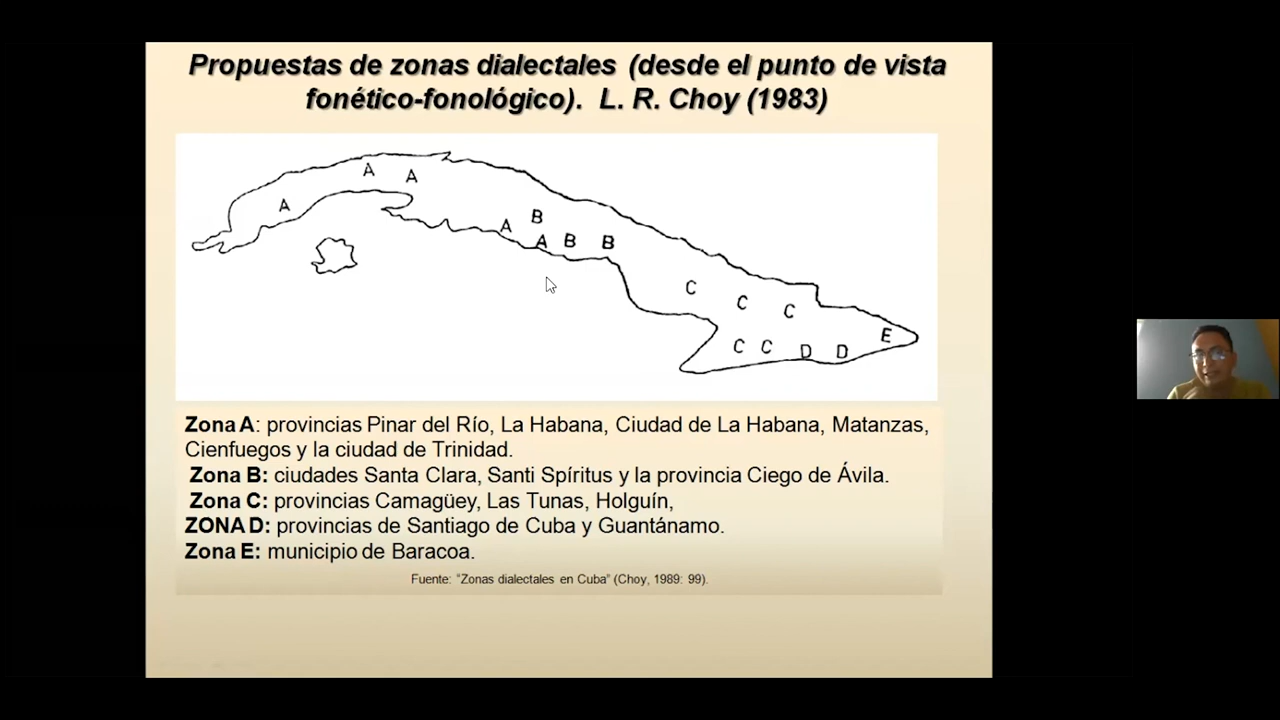 Propuestas de zonas dialectales (desde el punto de vista
fonético-fonológico). L. R. Choy (1983)
A A
A
B
A
A B B
C
C
C
E
C C D D
Zona A: provincias Pinar del Río, La Habana, Ciudad de La Habana, Matanzas,
Cienfuegos y la ciudad de Trinidad.
Zona B: ciudades Santa Clara, Santi Spíritus y la provincia Ciego de Ávila.
Zona C: provincias Camagüey, Las Tunas, Holguín,
ZONA D: provincias de Santiago de Cuba y Guantánamo.
Zona E: municipio de Baracoa.
Fuente: “Zonas dialectales en Cuba” (Choy, 1989: 99).